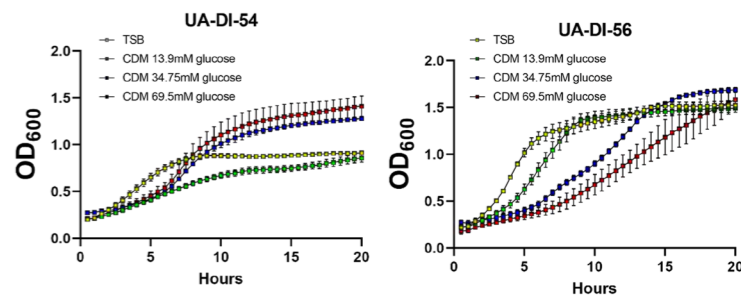 UA-DI-54
TSB
CDM 13.9mM glucose
CDM 34.75mM glucose
CDM 69.5mM glucose
2.0
1.5
1.0
0.5
0.0
OD600
0
5
10
15
20
Hours
UA-DI-56
TSB
CDM 13.9mM glucose
CDM 34.75mM glucose
CDM 69.5mM glucose
2.0
1.5
1.0
0.5
0.0
OD600
0
5
10
15
20
Hours